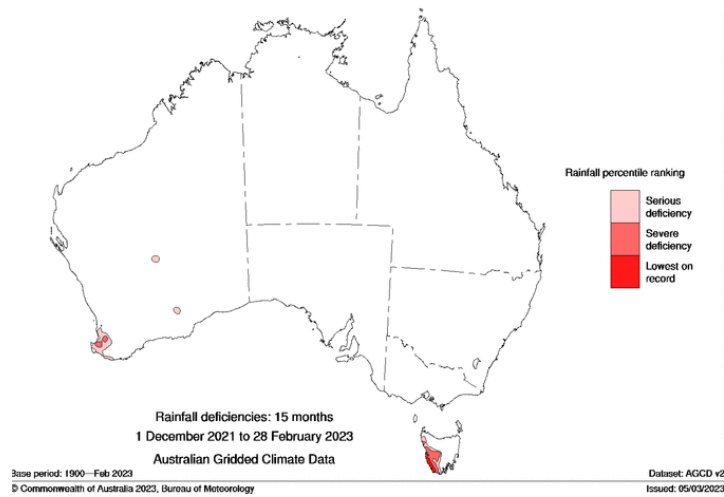 Rainfall percentile ranking
Serious
deficiency
Severe
deficiency
Lowest on
record
Rainfall deficiencies: 15 months
1 December 2021 to 28 February 2023
Australian Gridded Climate Data
Base period: 1900—Feb 2023
Dataset: AGCD v2
© Commonwealth of Australia 2023, Bureau of Meteorology
Issued: 05/03/2023